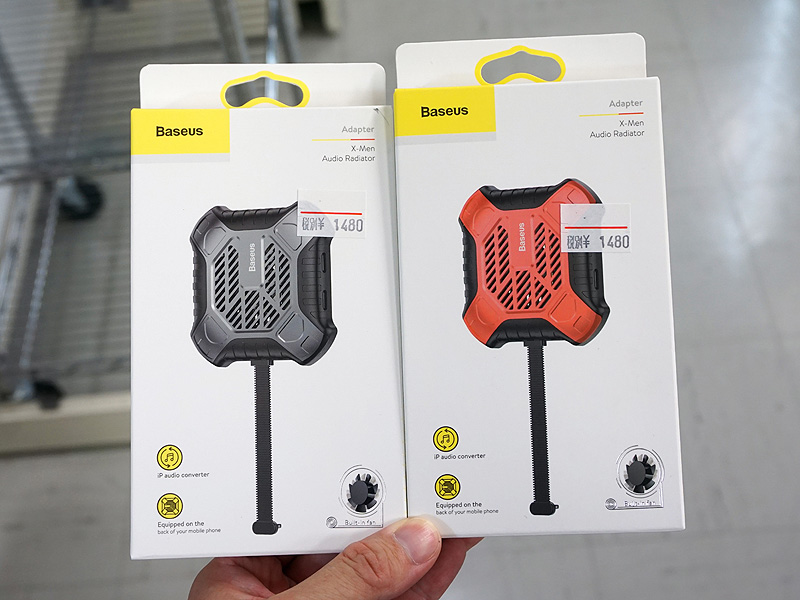 Baseus
Adapter
X-Men
Audio Radiator
Baseus
税抜¥ 1480
iP audio converter
Equipped on the
back of your mobile phone
Built-in fan
Baseus
Adapter
X-Men
Audio Radiator
Baseus
税抜¥ 1480
iP audio converter
Equipped on the
back of your mobile phone
Built-in fan